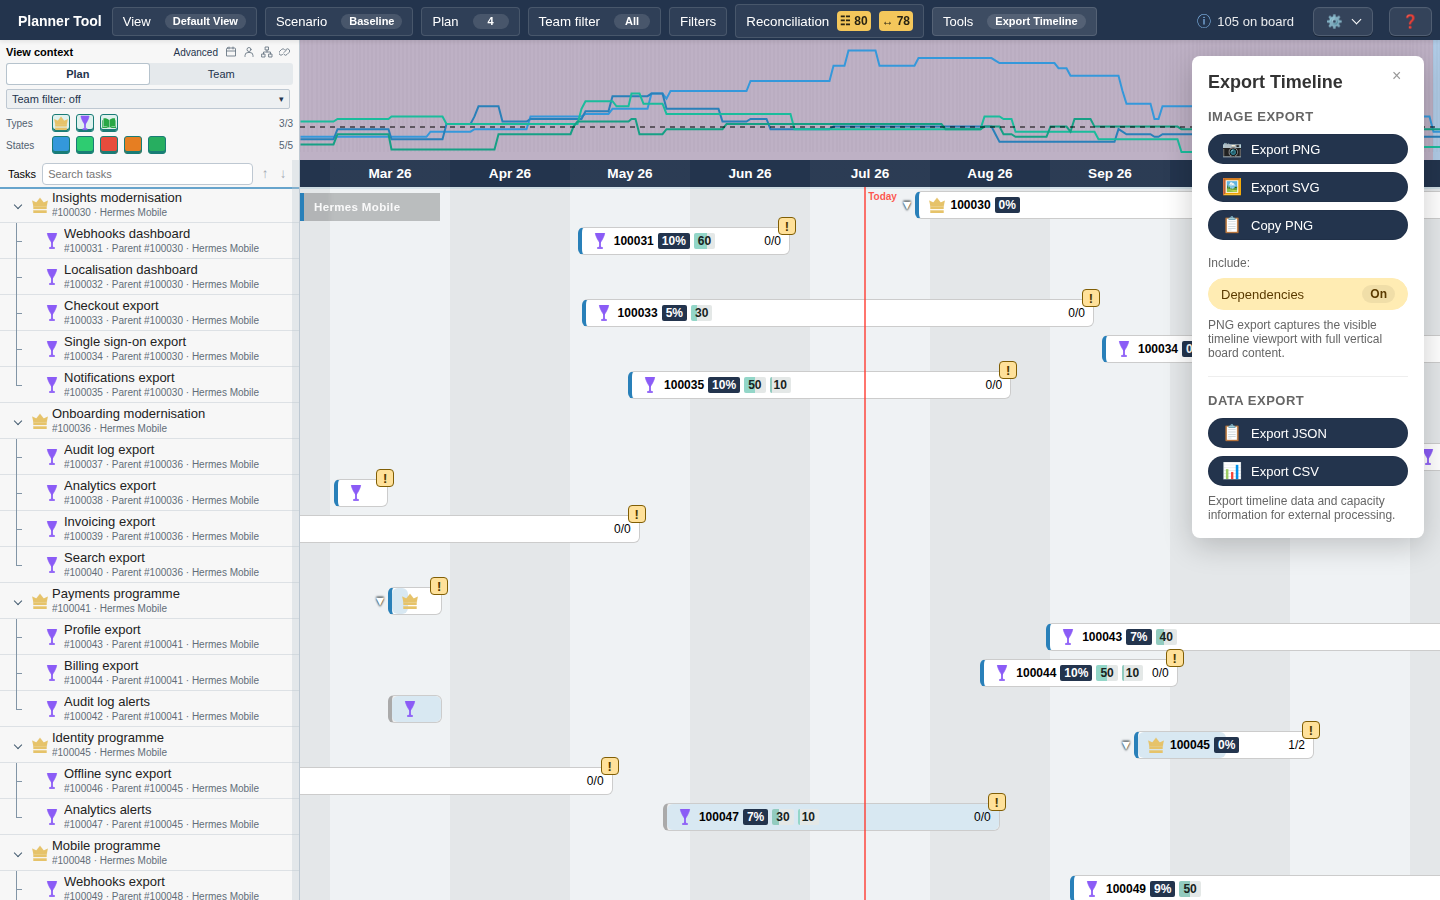 Planner Tool View Default View Scenario Baseline Plan 4 Team filter All Filters Reconciliation 80 ↔ 78 Tools Export Timeline 105 on board
View context Advanced
Plan Team
Team filter: off
Types 3/3
States 5/5
Tasks Search tasks ↑ ↓
Mar 26 Apr 26 May 26 Jun 26 Jul 26 Aug 26 Sep 26
Today
Hermes Mobile
Insights modernisation
#100030 · Hermes Mobile
100030 0%
Webhooks dashboard
#100031 · Parent #100030 · Hermes Mobile
100031 10% 60 0/0 !
Localisation dashboard
#100032 · Parent #100030 · Hermes Mobile
Checkout export
#100033 · Parent #100030 · Hermes Mobile
100033 5% 30 0/0 !
Single sign-on export
#100034 · Parent #100030 · Hermes Mobile
100034
Notifications export
#100035 · Parent #100030 · Hermes Mobile
100035 10% 50 10 0/0 !
Onboarding modernisation
#100036 · Hermes Mobile
Audit log export
#100037 · Parent #100036 · Hermes Mobile
Analytics export
#100038 · Parent #100036 · Hermes Mobile
!
Invoicing export
#100039 · Parent #100036 · Hermes Mobile
0/0 !
Search export
#100040 · Parent #100036 · Hermes Mobile
Payments programme
#100041 · Hermes Mobile
!
Profile export
#100043 · Parent #100041 · Hermes Mobile
100043 7% 40
Billing export
#100044 · Parent #100041 · Hermes Mobile
100044 10% 50 10 0/0 !
Audit log alerts
#100042 · Parent #100041 · Hermes Mobile
Identity programme
#100045 · Hermes Mobile
100045 0% 1/2 !
Offline sync export
#100046 · Parent #100045 · Hermes Mobile
0/0 !
Analytics alerts
#100047 · Parent #100045 · Hermes Mobile
100047 7% 30 10 0/0 !
Mobile programme
#100048 · Hermes Mobile
Webhooks export
#100049 · Parent #100048 · Hermes Mobile
100049 9% 50
Export Timeline ×
IMAGE EXPORT
Export PNG
Export SVG
Copy PNG
Include:
Dependencies On
PNG export captures the visible
timeline viewport with full vertical
board content.
DATA EXPORT
Export JSON
Export CSV
Export timeline data and capacity
information for external processing.